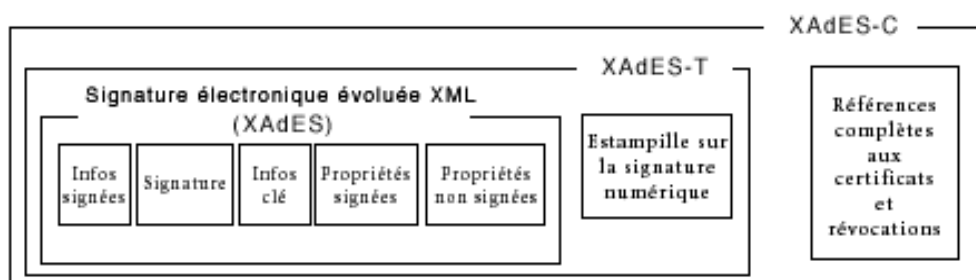 XAdES-C
XAdES-T
Signature électronique évoluée XML
(XAdES)
Infos
signées
Signature
Infos
clé
Propriétés
signées
Propriétés
non signées
Estampille sur
la signature
numérique
Références
complètes
aux
certificats
et
révocations